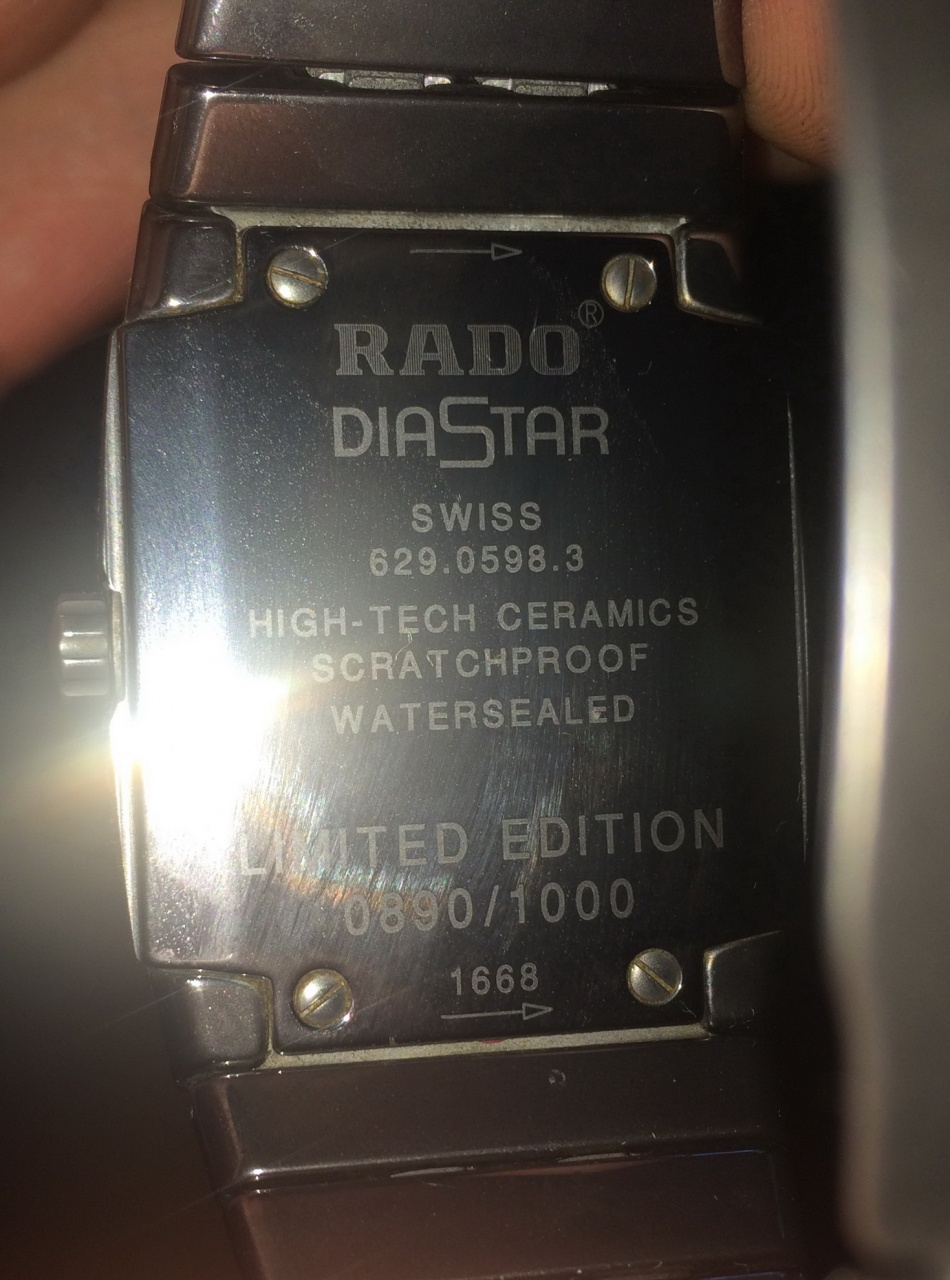 RADO®
DIASTAR
SWISS
629.0598.3
HIGH-TECH CERAMICS
SCRATCHPROOF
WATERSEALED
LIMITED EDITION
0890/1000
1668